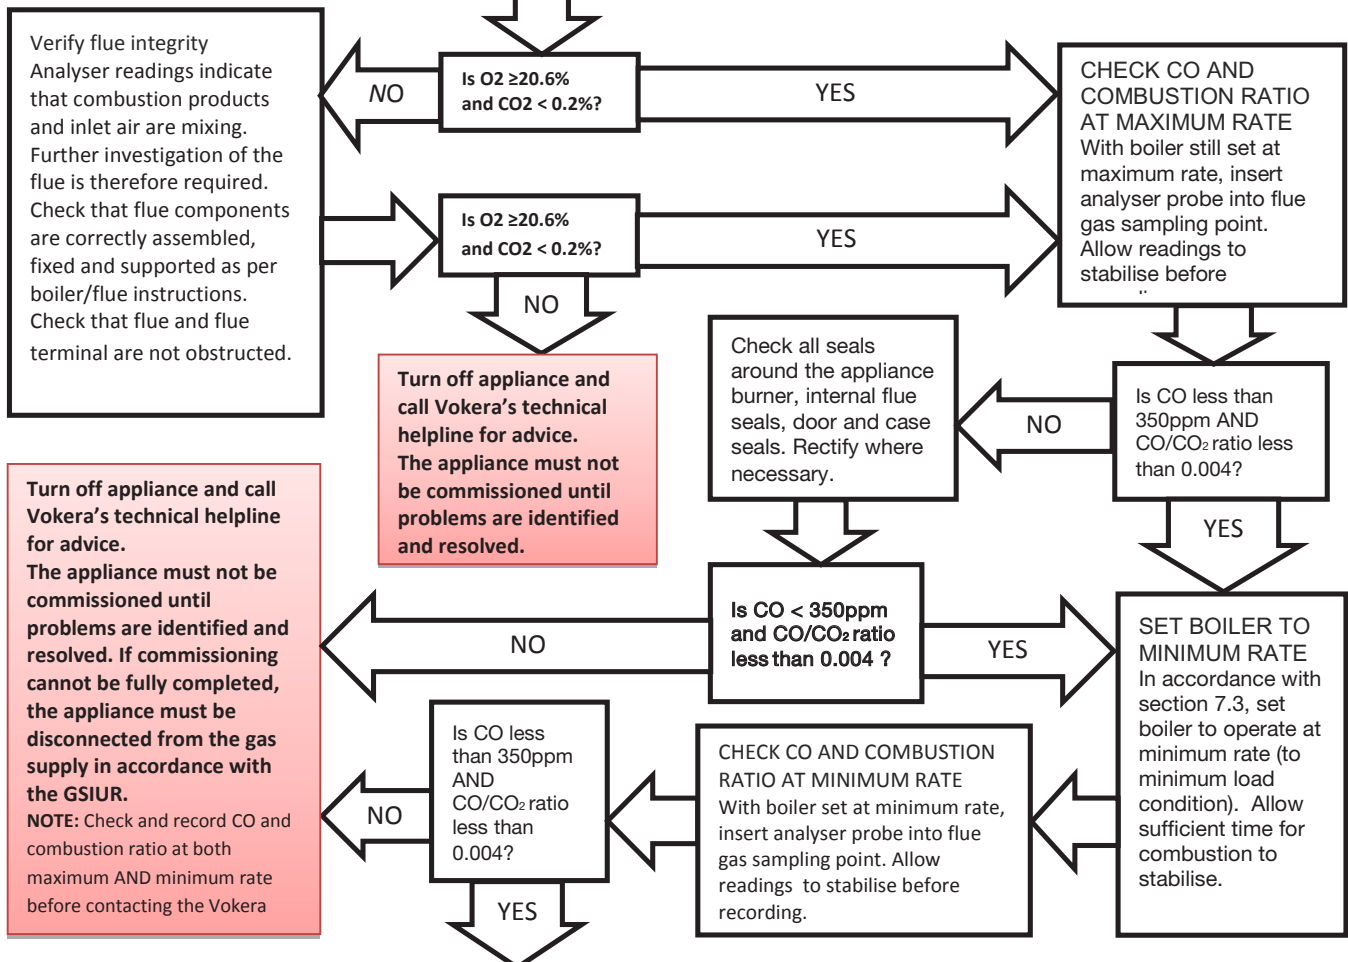 Verify flue integrity
Analyser readings indicate
that combustion products
and inlet air are mixing.
Further investigation of the
flue is therefore required.
Check that flue components
are correctly assembled,
fixed and supported as per
boiler/flue instructions.
Check that flue and flue
terminal are not obstructed.
NO
Is O2 ≥20.6%
and CO2 < 0.2%?
YES
CHECK CO AND
COMBUSTION RATIO
AT MAXIMUM RATE
With boiler still set at
maximum rate, insert
analyser probe into flue
gas sampling point.
Allow readings to
stabilise before
Is O2 ≥20.6%
and CO2 < 0.2%?
YES
NO
Turn off appliance and
call Vokera's technical
helpline for advice.
The appliance must not
be commissioned until
problems are identified
and resolved.
Check all seals
around the appliance
burner, internal flue
seals, door and case
seals. Rectify where
necessary.
NO
Is CO less than
350ppm AND
CO/CO₂ ratio less
than 0.004?
YES
Turn off appliance and call
Vokera's technical helpline
for advice.
The appliance must not be
commissioned until
problems are identified and
resolved. If commissioning
cannot be fully completed,
the appliance must be
disconnected from the gas
supply in accordance with
the GSIUR.
NOTE: Check and record CO and
combustion ratio at both
maximum AND minimum rate
before contacting the Vokera
NO
Is CO < 350ppm
and CO/CO₂ ratio
less than 0.004 ?
YES
SET BOILER TO
MINIMUM RATE
In accordance with
section 7.3, set
boiler to operate at
minimum rate (to
minimum load
condition). Allow
sufficient time for
combustion to
stabilise.
NO
Is CO less
than 350ppm
AND
CO/CO₂ ratio
less than
0.004?
YES
CHECK CO AND COMBUSTION
RATIO AT MINIMUM RATE
With boiler set at minimum rate,
insert analyser probe into flue
gas sampling point. Allow
readings to stabilise before
recording.